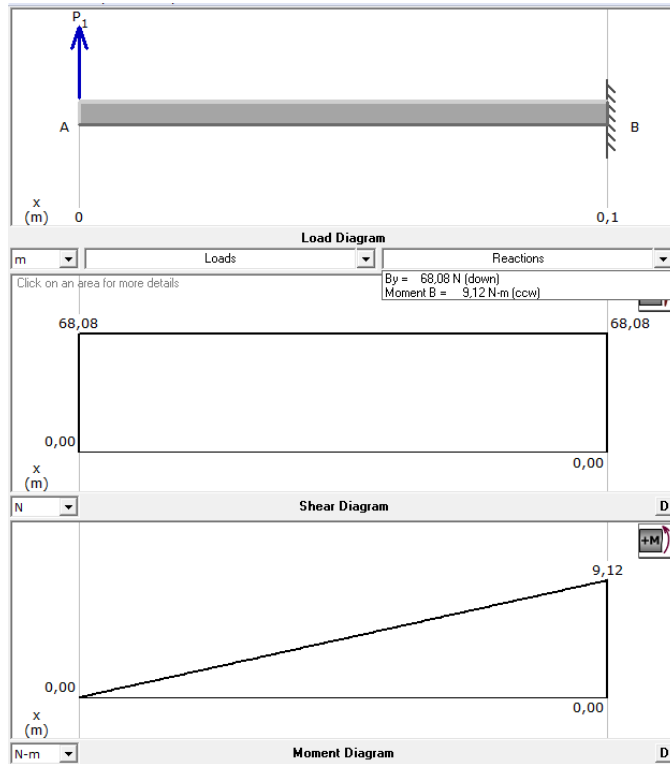 P1
A
B
x
(m)
0
0,1
Load Diagram
m
Loads
Reactions
By = 68,08 N (down)
Moment B = 9,12 N-m (ccw)
Click on an area for more details
68,08
68,08
0,00
0,00
x
(m)
N
Shear Diagram
D
+M
9,12
0,00
0,00
x
(m)
N-m
Moment Diagram
D